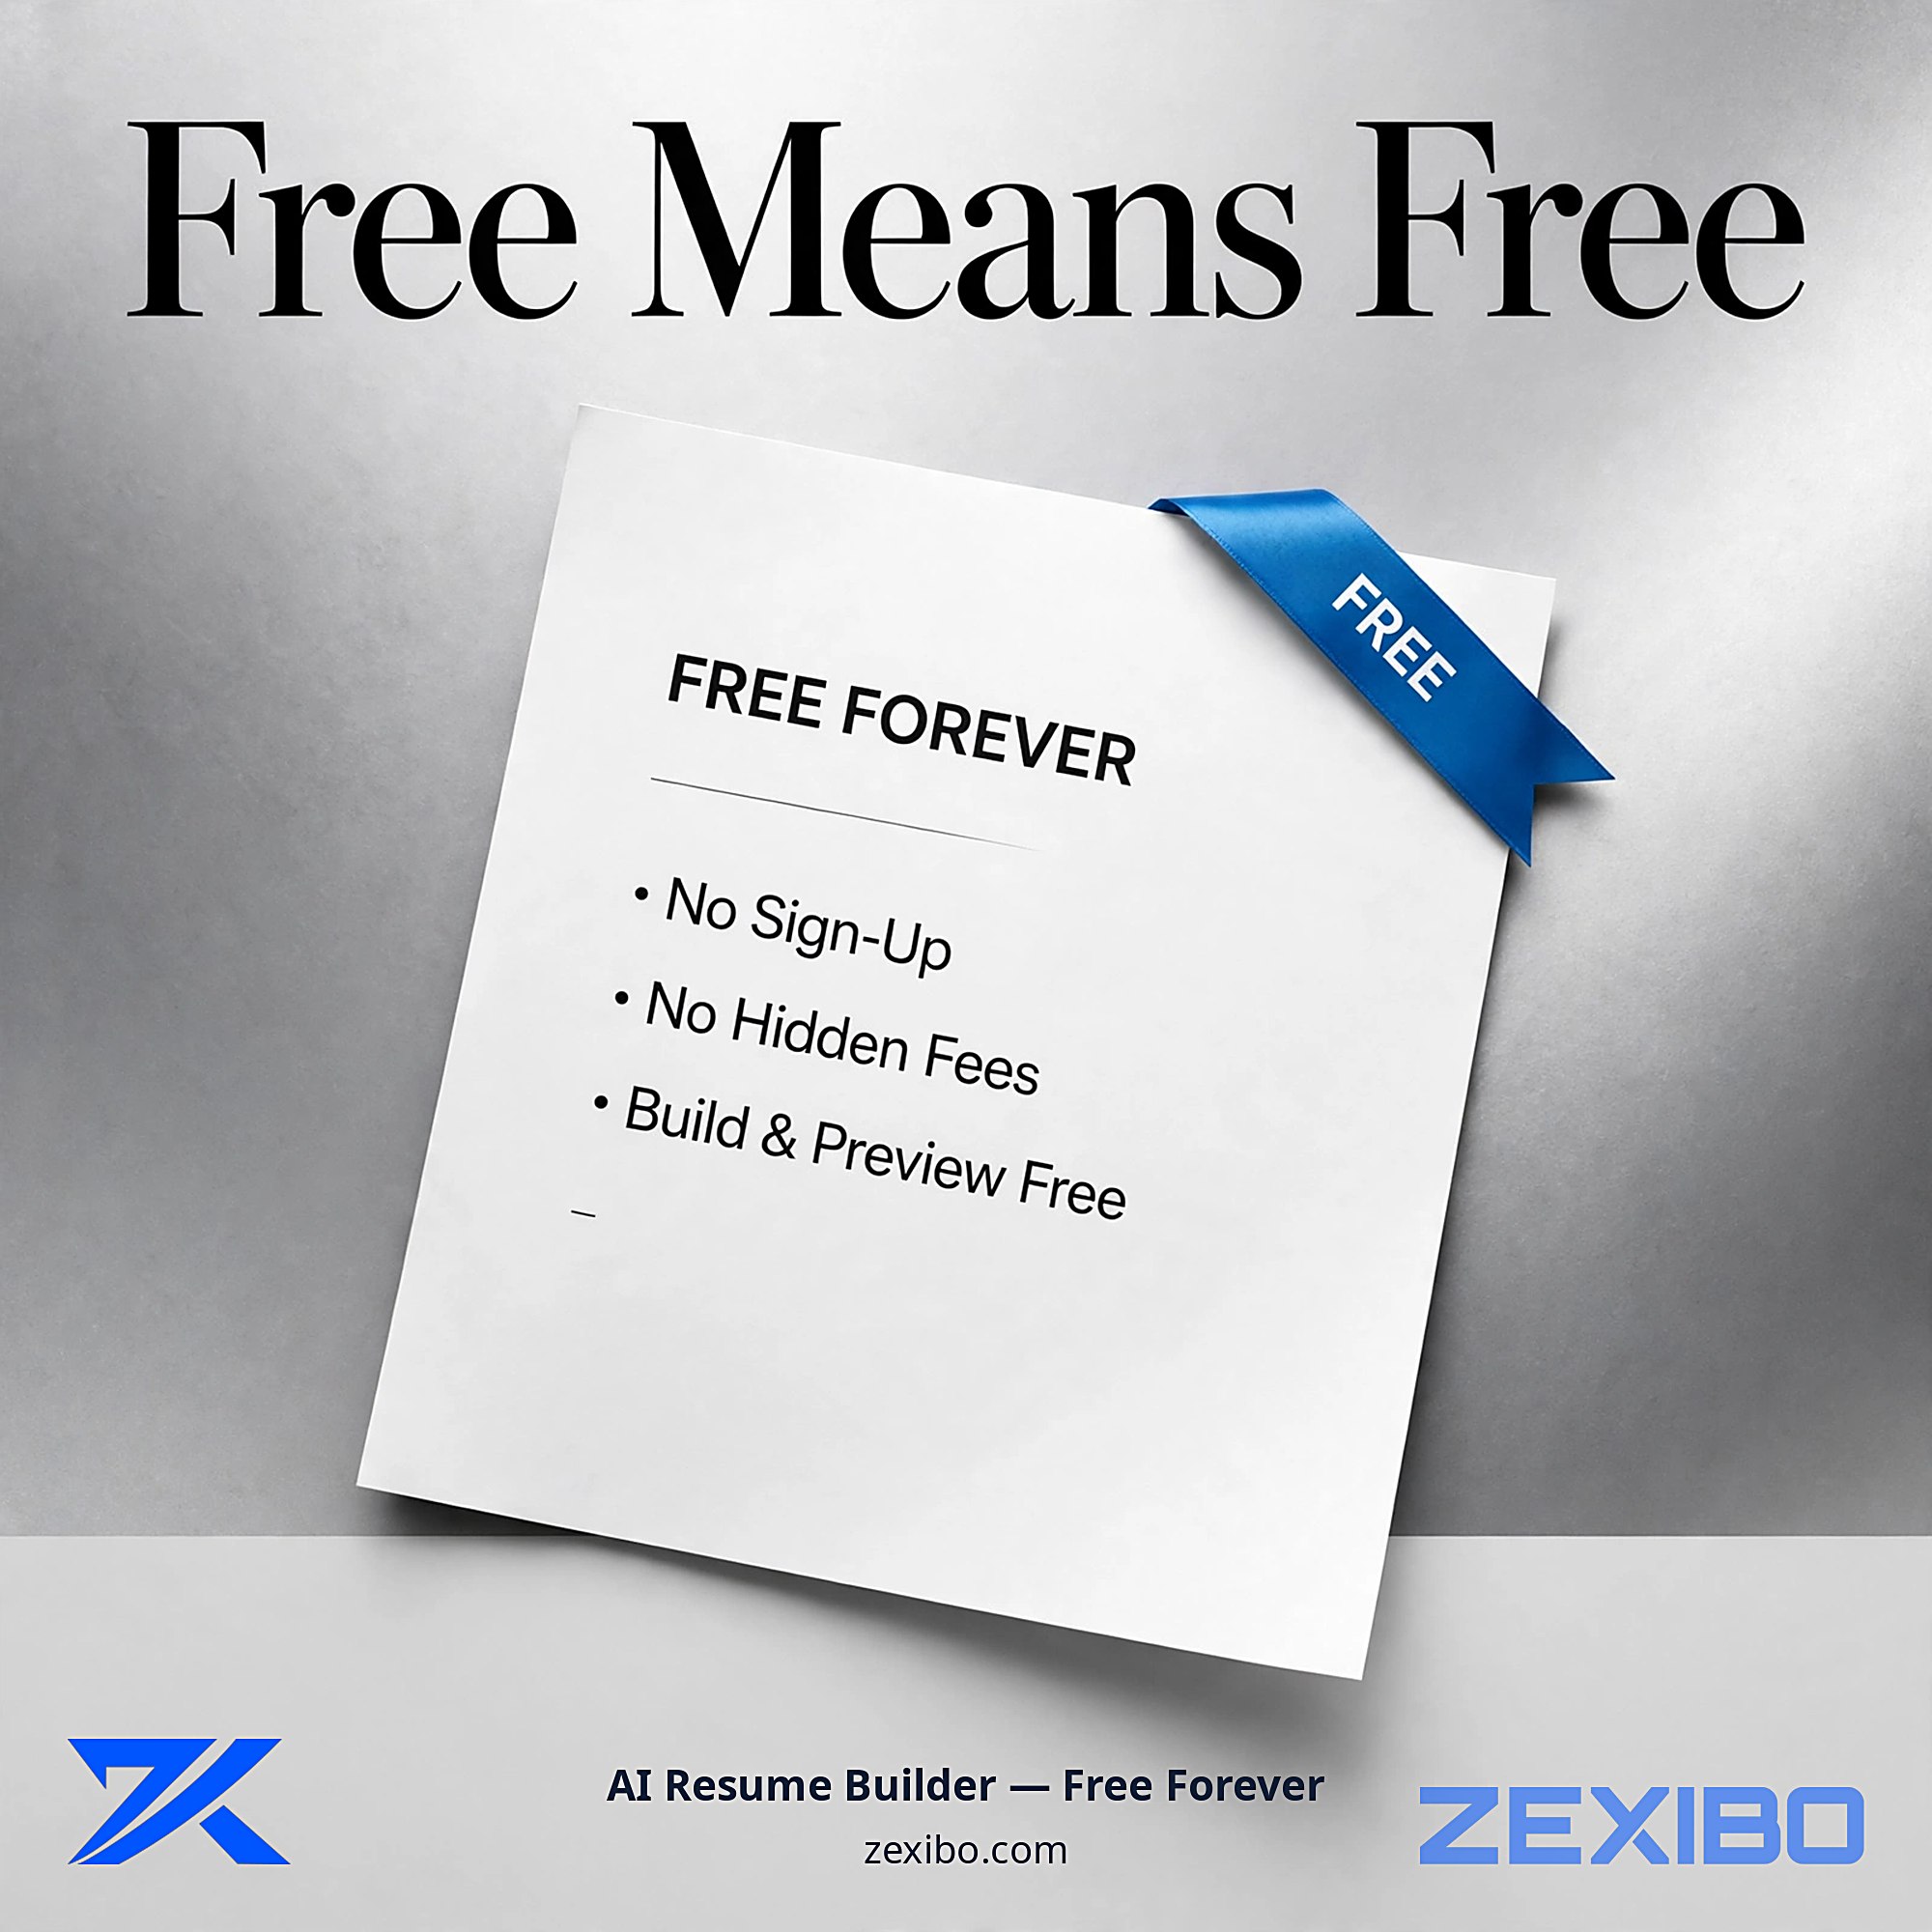 Free Means Free
FREE
FREE FOREVER
• No Sign-Up
• No Hidden Fees
• Build & Preview Free
–
AI Resume Builder — Free Forever
zexibo.com
ZEXIBO